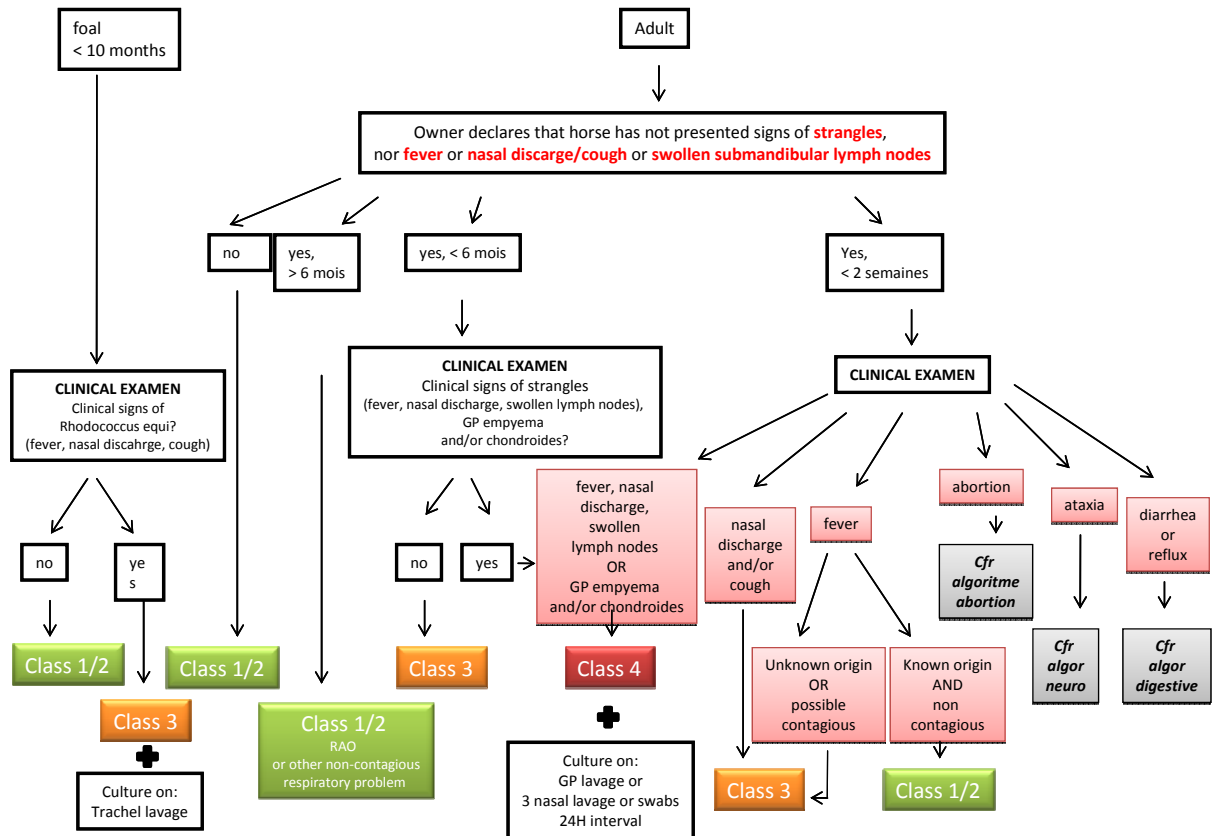 foal
< 10 months
Adult
Owner declares that horse has not presented signs of strangles,
nor fever or nasal discarge/cough or swollen submandibular lymph nodes
no
yes,
> 6 mois
yes, < 6 mois
Yes,
< 2 semaines
CLINICAL EXAMEN
Clinical signs of
Rhodococcus equi?
(fever, nasal discahrge, cough)
CLINICAL EXAMEN
Clinical signs of strangles
(fever, nasal discharge, swollen lymph nodes),
GP empyema
and/or chondroides?
CLINICAL EXAMEN
no
ye
s
no
yes
fever, nasal
discharge,
swollen
lymph nodes
OR
GP empyema
and/or chondroides
nasal
discharge
and/or
cough
fever
abortion
ataxia
diarrhea
or
reflux
Cfr
algoritme
abortion
Cfr
algor
neuro
Cfr
algor
digestive
Unknown origin
OR
possible
contagious
Known origin
AND
non
contagious
Class 1/2
Class 3
Culture on:
Trachel lavage
Class 1/2
Class 1/2
RAO
or other non-contagious
respiratory problem
Class 3
Class 4
Culture on:
GP lavage or
3 nasal lavage or swabs
24H interval
Class 3
Class 1/2